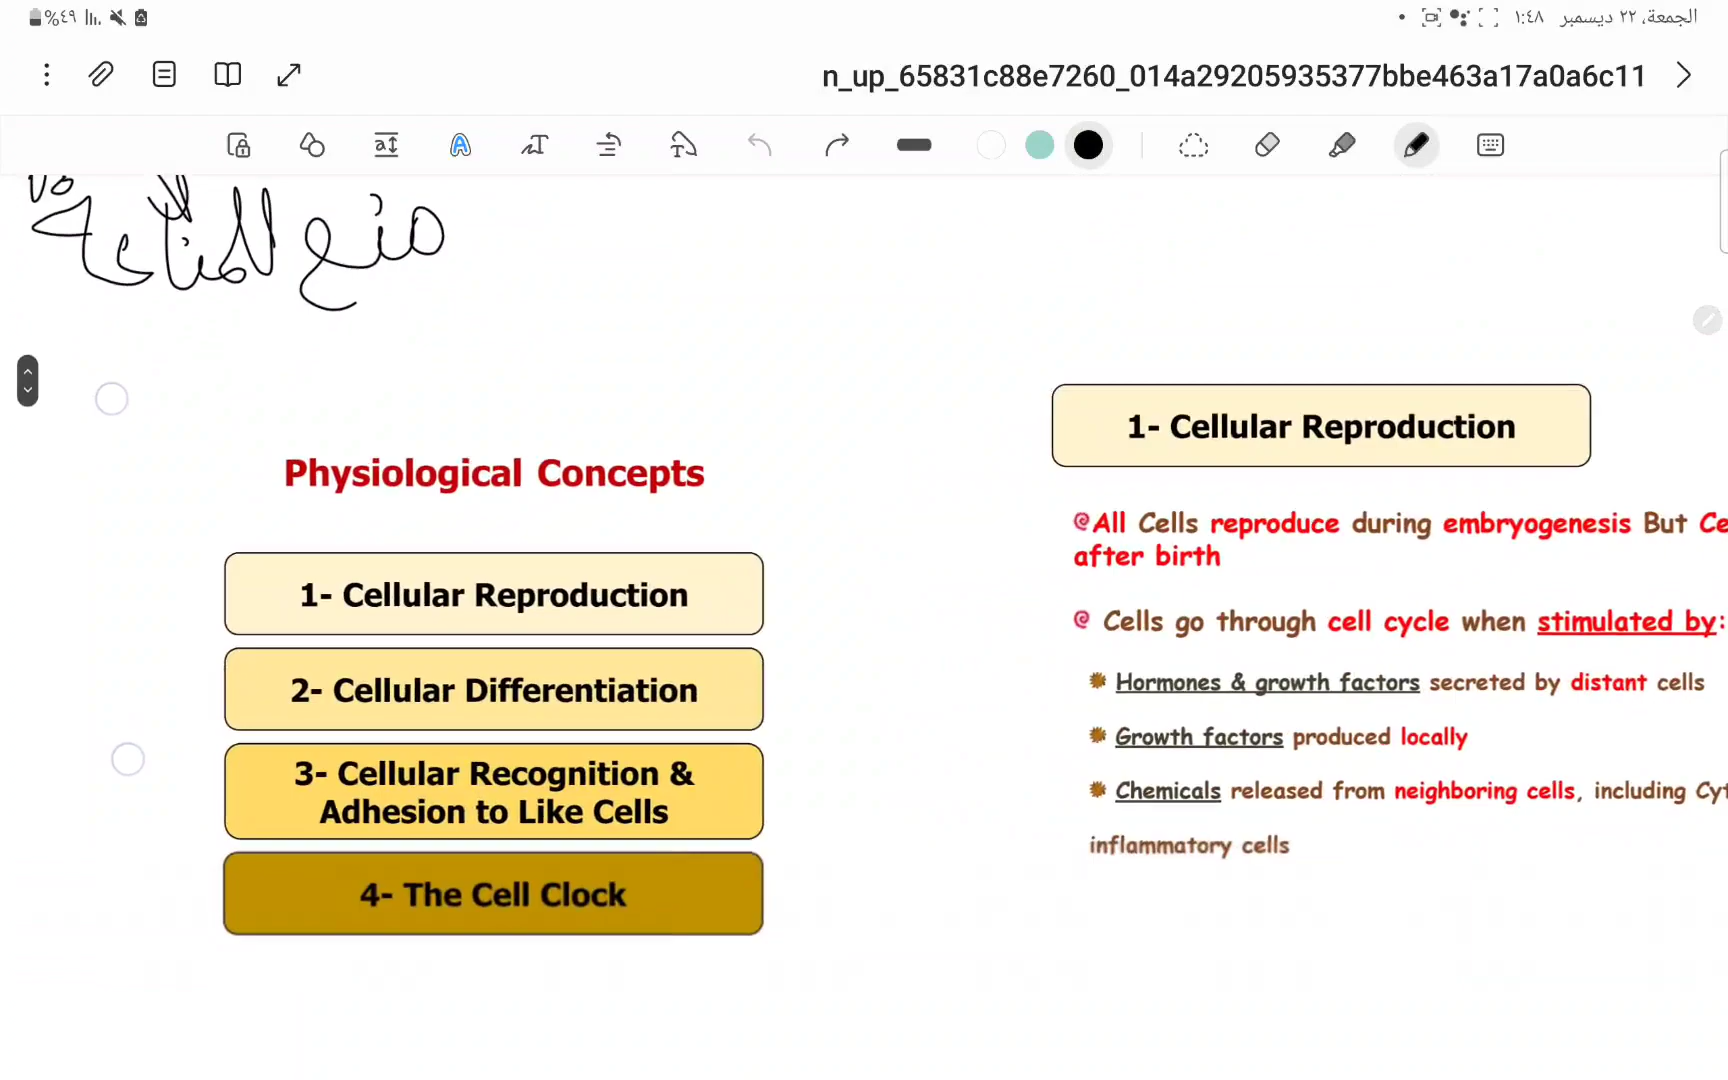 %٤٩
الجمعة، ٢٢ ديسمبر ١:٤٨
n_up_65831c88e7260_014a29205935377bbe463a17a0a6c11
منع المناعة
Physiological Concepts
1- Cellular Reproduction
2- Cellular Differentiation
3- Cellular Recognition &
Adhesion to Like Cells
4- The Cell Clock
1- Cellular Reproduction
All Cells reproduce during embryogenesis But Ce
after birth
Cells go through cell cycle when stimulated by:
Hormones & growth factors secreted by distant cells
Growth factors produced locally
Chemicals released from neighboring cells, including Cyt
inflammatory cells